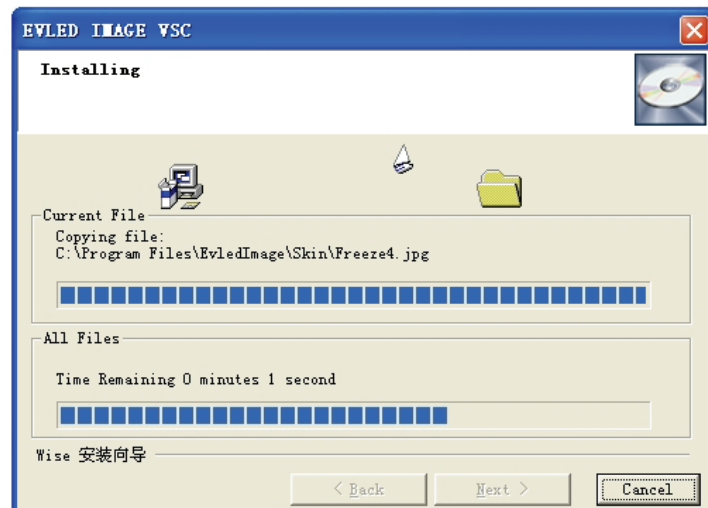 EVLED IMAGE VSC
Installing
Current File
Copying file:
C:\Program Files\EvledImage\Skin\Freeze4.jpg
All Files
Time Remaining 0 minutes 1 second
Wise 安装向导
< Back
Next >
Cancel